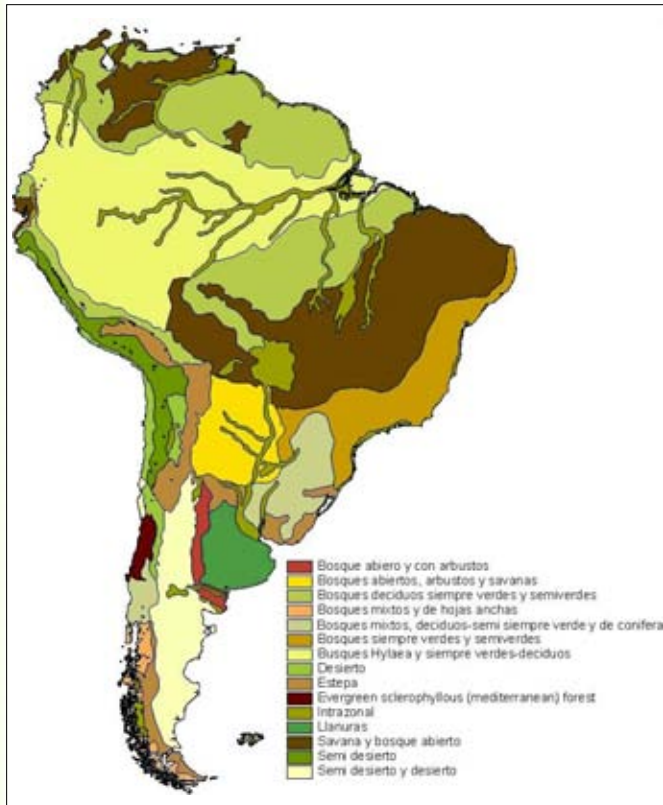 Bosque abiero y con arbustos
Bosques abiertos, arbustos y savanas
Bosques deciduos siempre verdes y semiverdes
Bosques mixtos y de hojas anchas
Bosques mixtos, deciduos-semi siempre verde y de conifera
Bosques siempre verdes y semiverdes
Busques Hylaea y siempre verdes-deciduos
Desierto
Estepa
Evergreen sclerophyllous (mediterranean) forest
Intrazonal
Llanuras
Savana y bosque abierto
Semi desierto
Semi desierto y desierto